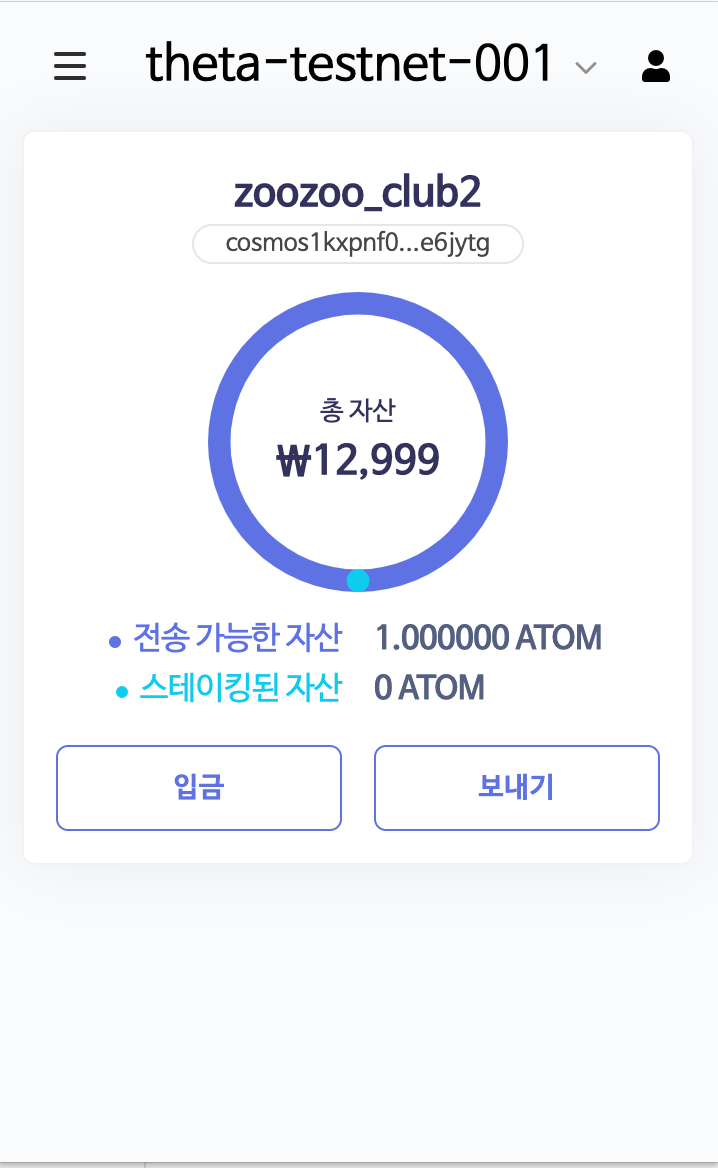 theta-testnet-001
zoozoo_club2
cosmos1kxpnf0...e6jytg
총 자산
₩12,999
전송 가능한 자산 1.000000 ATOM
스테이킹된 자산 0 ATOM
입금 보내기